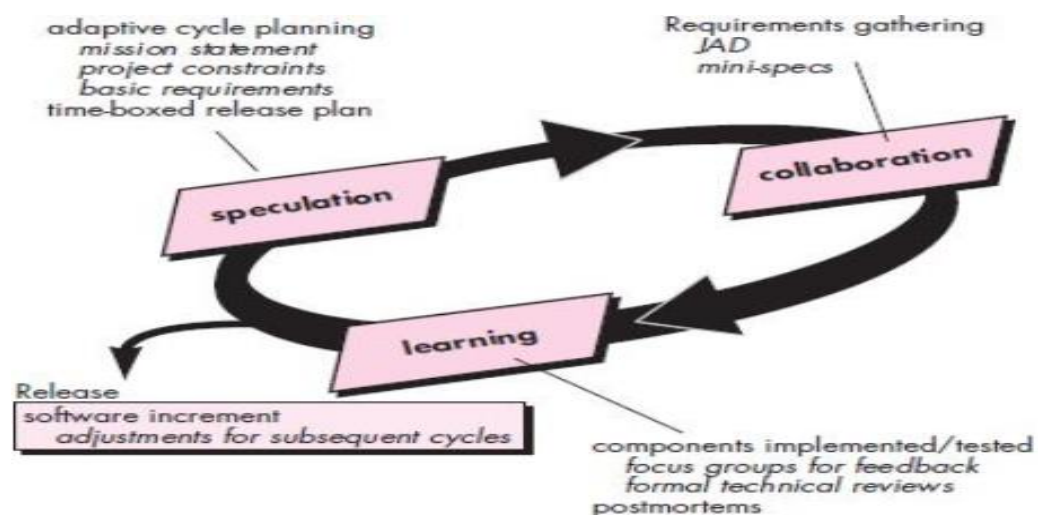 adaptive cycle planning
mission statement
project constraints
basic requirements
time-boxed release plan
Requirements gathering
JAD
mini-specs
speculation
collaboration
learning
Release
software increment
adjustments for subsequent cycles
components implemented/tested
focus groups for feedback
formal technical reviews
postmortems